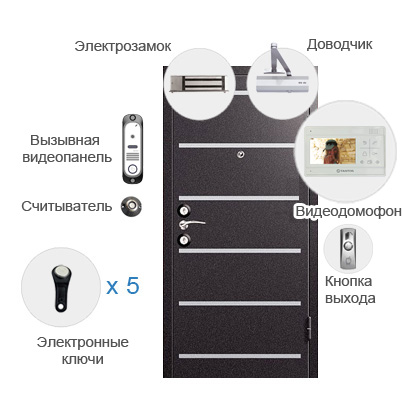 Электрозамок
Доводчик
Вызывная
видеопанель
Считыватель
Видеодомофон
Кнопка
выхода
x 5
Электронные
ключи